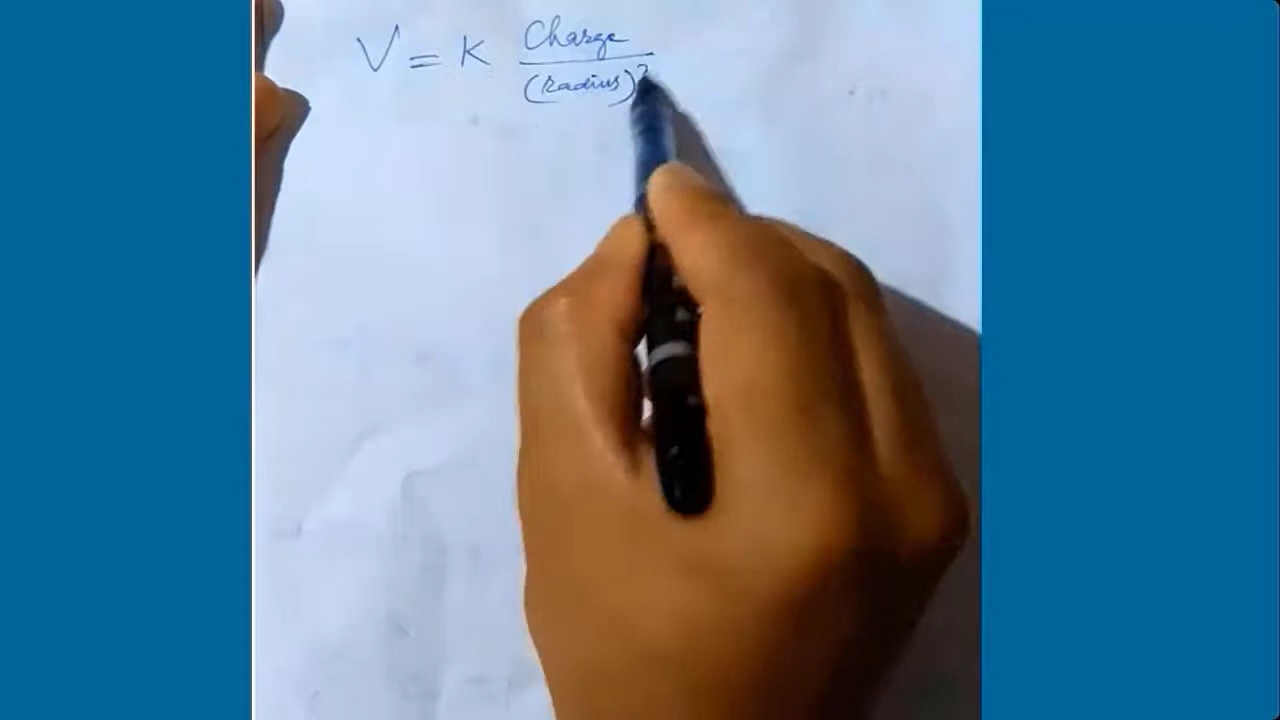 V = K Charge / (radius)²